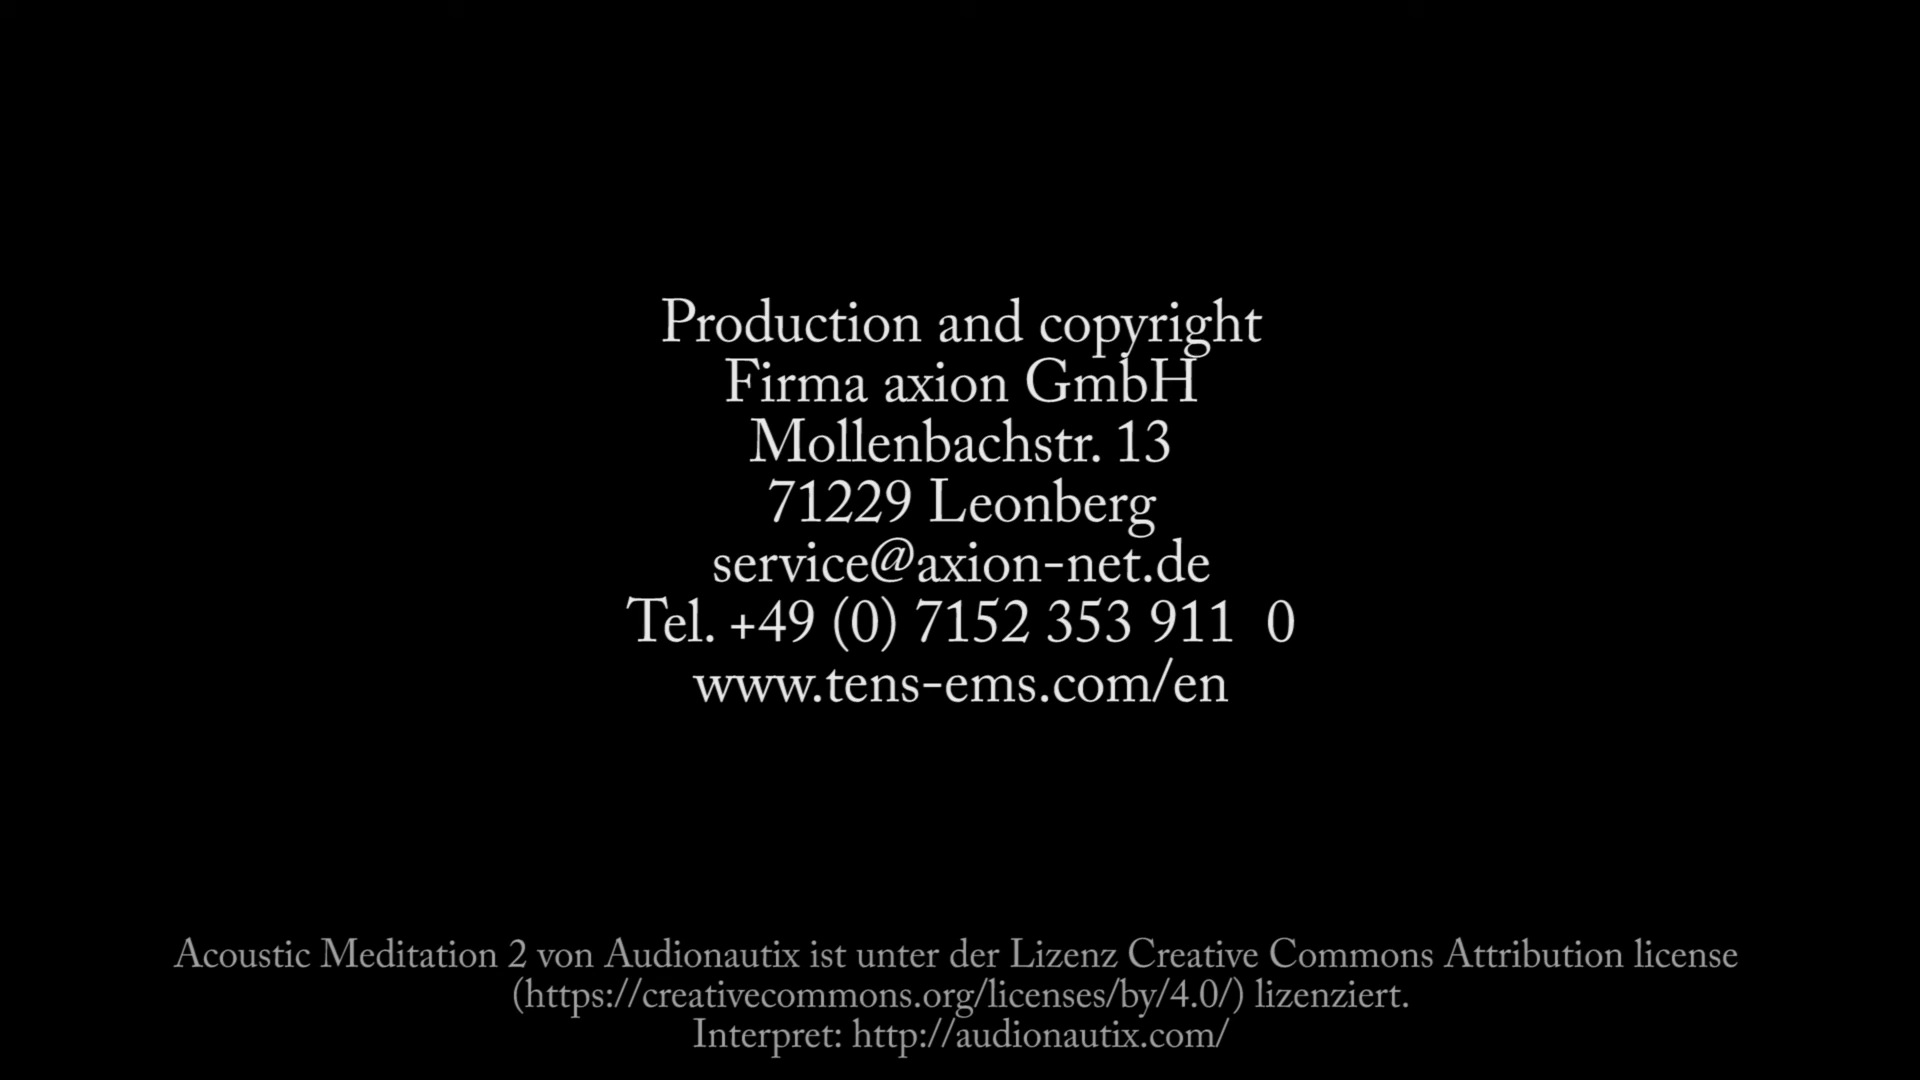 Production and copyright
Firma axion GmbH
Mollenbachstr. 13
71229 Leonberg
service@axion-net.de
Tel. +49 (0) 7152 353 911  0
www.tens-ems.com/en
Acoustic Meditation 2 von Audionautix ist unter der Lizenz Creative Commons Attribution license
(https://creativecommons.org/licenses/by/4.0/) lizenziert.
Interpret: http://audionautix.com/